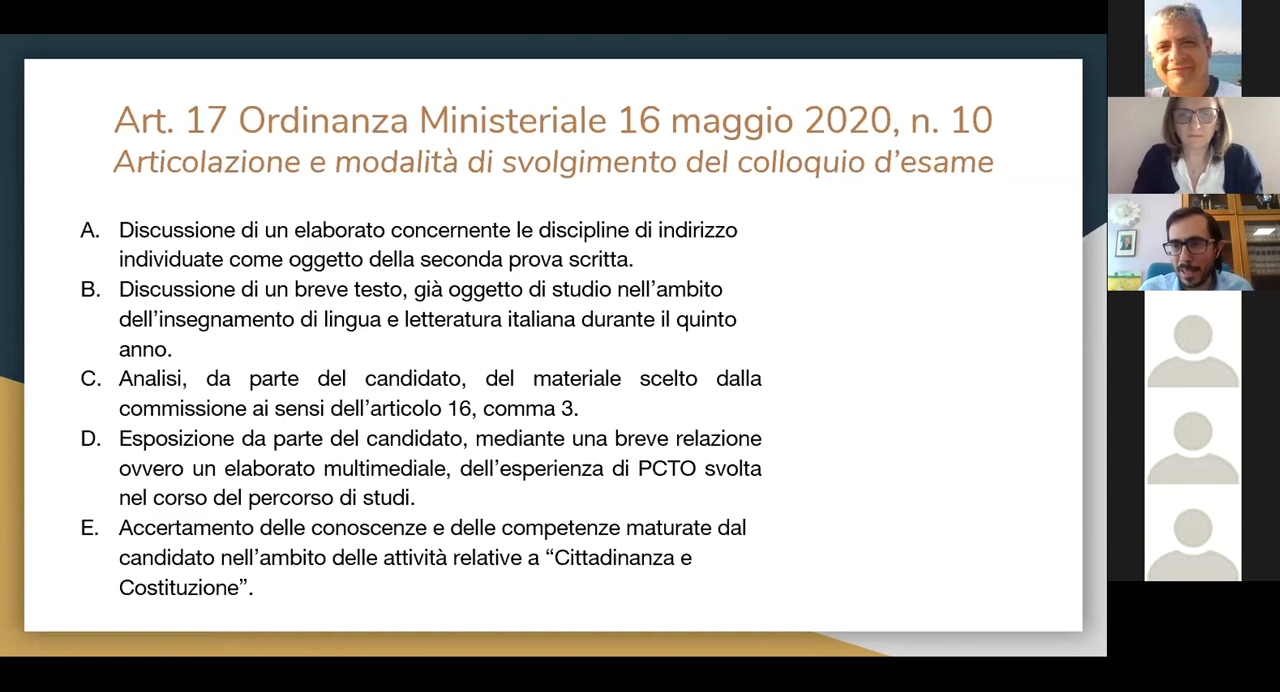 Art. 17 Ordinanza Ministeriale 16 maggio 2020, n. 10
Articolazione e modalità di svolgimento del colloquio d’esame
A. Discussione di un elaborato concernente le discipline di indirizzo
individuate come oggetto della seconda prova scritta.
B. Discussione di un breve testo, già oggetto di studio nell’ambito
dell’insegnamento di lingua e letteratura italiana durante il quinto
anno.
C. Analisi, da parte del candidato, del materiale scelto dalla
commissione ai sensi dell’articolo 16, comma 3.
D. Esposizione da parte del candidato, mediante una breve relazione
ovvero un elaborato multimediale, dell’esperienza di PCTO svolta
nel corso del percorso di studi.
E. Accertamento delle conoscenze e delle competenze maturate dal
candidato nell’ambito delle attività relative a “Cittadinanza e
Costituzione”.